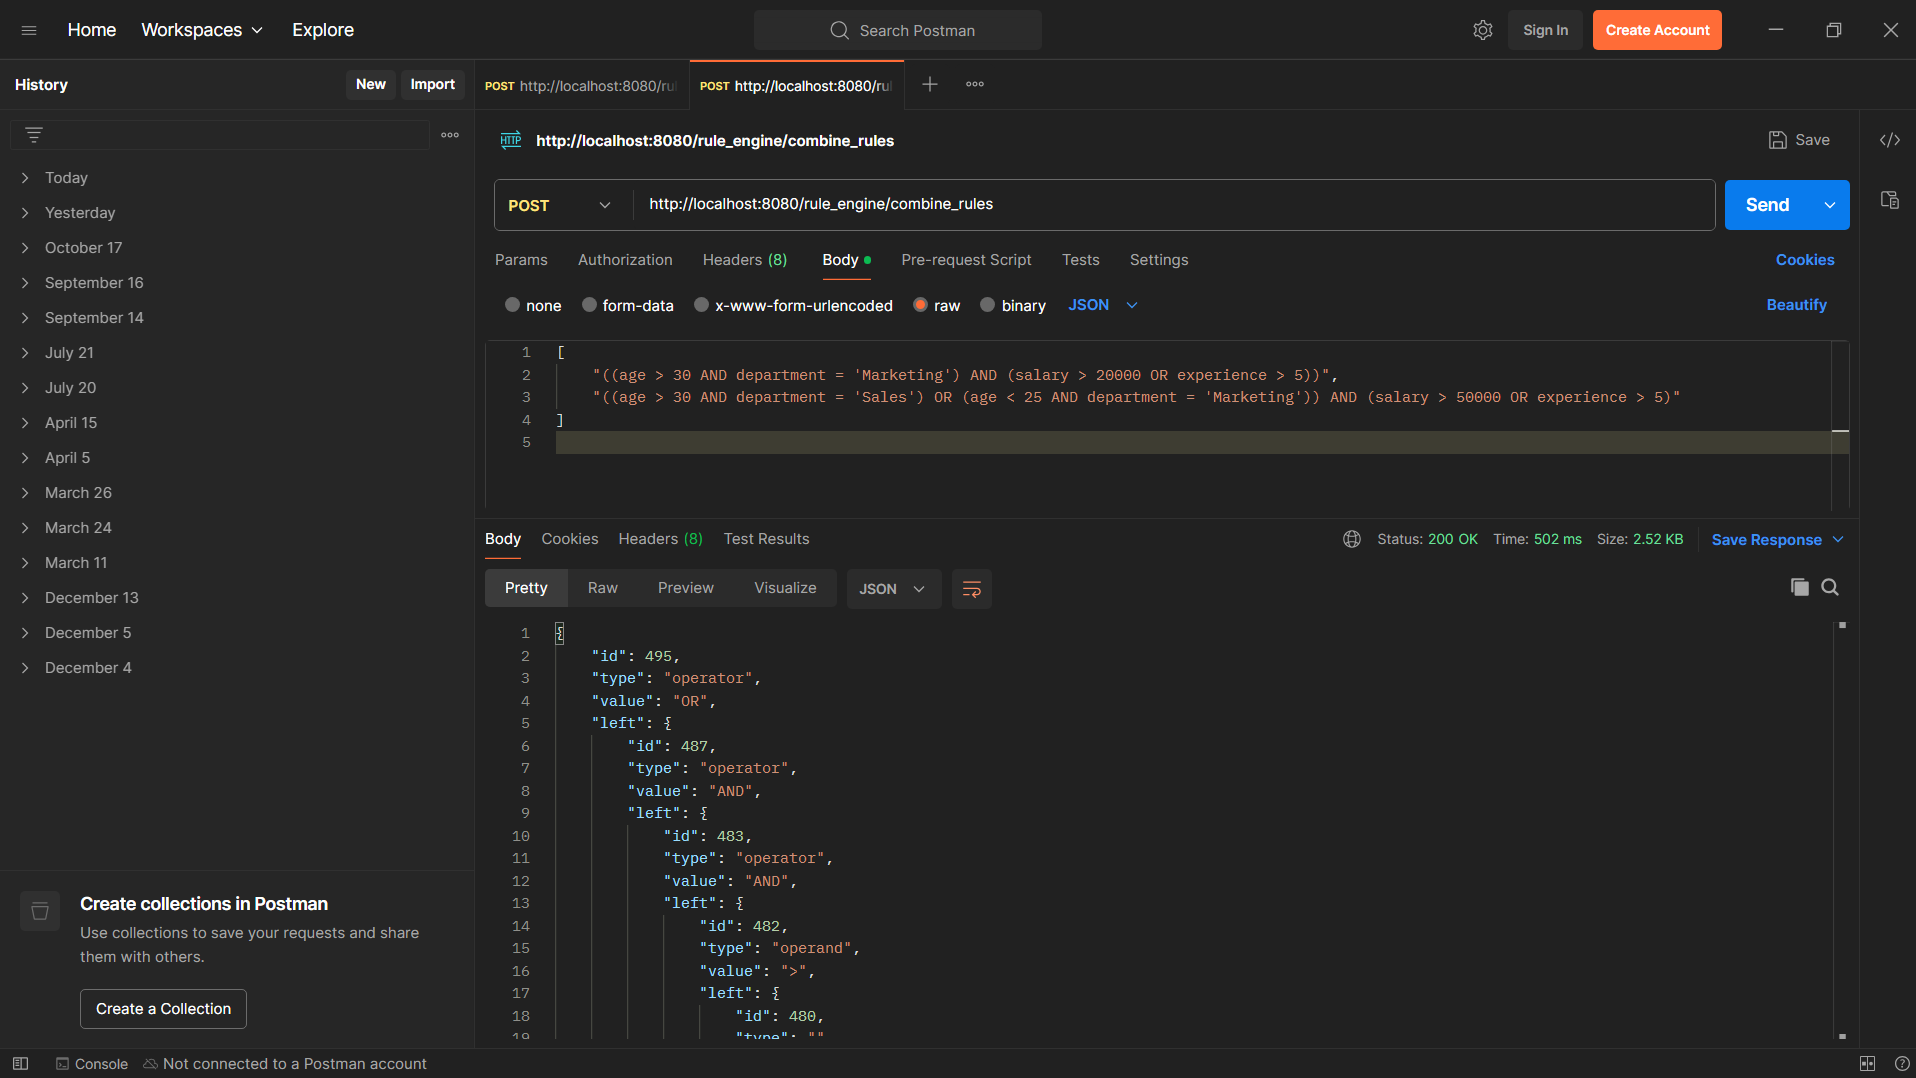 Home Workspaces Explore Search Postman Sign In Create Account
History New Import
POST http://localhost:8080/ru POST http://localhost:8080/ru
Today
Yesterday
October 17
September 16
September 14
July 21
July 20
April 15
April 5
March 26
March 24
March 11
December 13
December 5
December 4
Create collections in Postman
Use collections to save your requests and share
them with others.
Create a Collection
HTTP http://localhost:8080/rule_engine/combine_rules Save
POST http://localhost:8080/rule_engine/combine_rules Send
Params Authorization Headers (8) Body Pre-request Script Tests Settings Cookies
none form-data x-www-form-urlencoded raw binary JSON Beautify
1 [
2 "((age > 30 AND department = 'Marketing') AND (salary > 20000 OR experience > 5))",
3 "((age > 30 AND department = 'Sales') OR (age < 25 AND department = 'Marketing')) AND (salary > 50000 OR experience > 5)"
4 ]
5
Body Cookies Headers (8) Test Results Status: 200 OK Time: 502 ms Size: 2.52 KB Save Response
Pretty Raw Preview Visualize JSON
1 {
2 "id": 495,
3 "type": "operator",
4 "value": "OR",
5 "left": {
6 "id": 487,
7 "type": "operator",
8 "value": "AND",
9 "left": {
10 "id": 483,
11 "type": "operator",
12 "value": "AND",
13 "left": {
14 "id": 482,
15 "type": "operand",
16 "value": ">",
17 "left": {
18 "id": 480,
19 "type": ""
Console Not connected to a Postman account